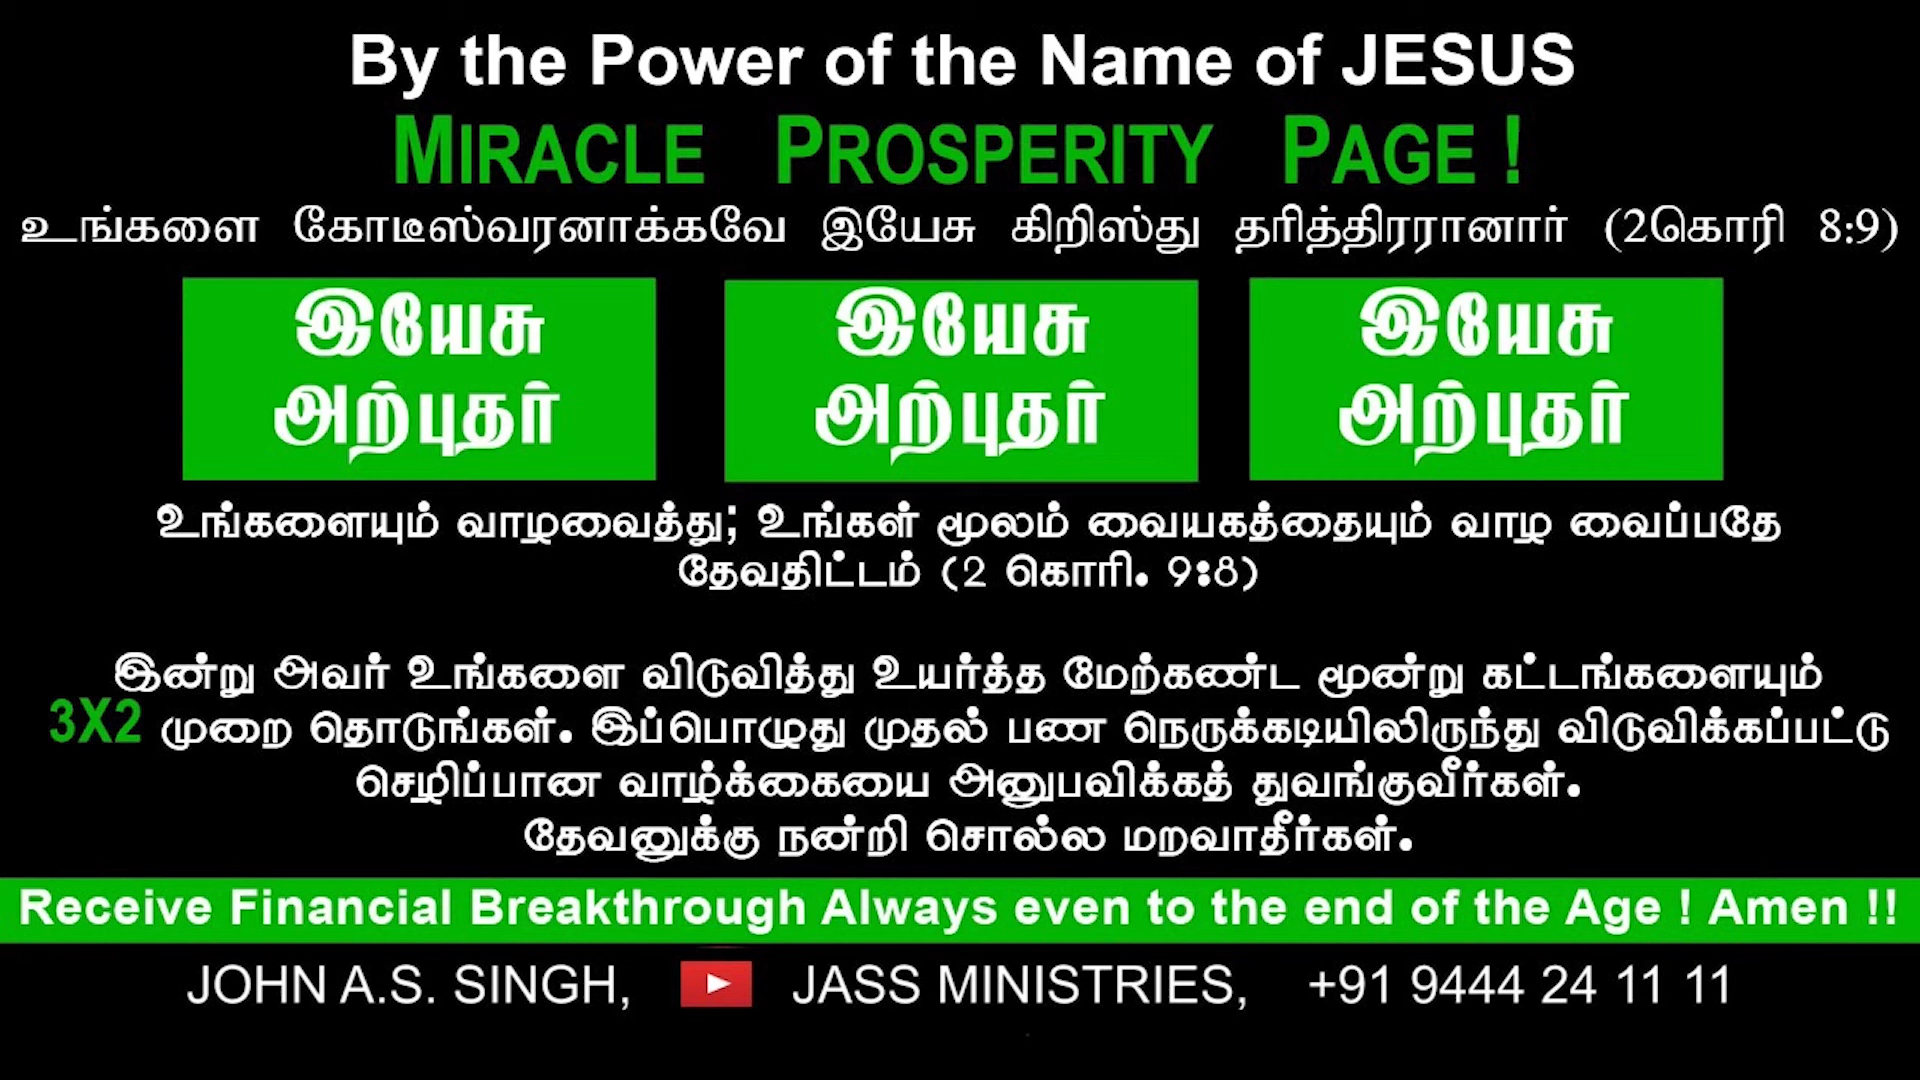 By the Power of the Name of JESUS
MIRACLE PROSPERITY PAGE !
உங்களை கோடீஸ்வரனாக்கவே இயேசு கிறிஸ்து தரித்திரரானார் (2கொரி 8:9)
இயேசு அற்புதர்
இயேசு அற்புதர்
இயேசு அற்புதர்
உங்களையும் வாழவைத்து; உங்கள் மூலம் வையகத்தையும் வாழ வைப்பதே
தேவதிட்டம் (2 கொரி. 9:8)
இன்று அவர் உங்களை விடுவித்து உயர்த்த மேற்கண்ட மூன்று கட்டங்களையும்
3X2 முறை தொடுங்கள். இப்பொழுது முதல் பண நெருக்கடியிலிருந்து விடுவிக்கப்பட்டு
செழிப்பான வாழ்க்கையை அனுபவிக்கத் துவங்குவீர்கள்.
தேவனுக்கு நன்றி சொல்ல மறவாதீர்கள்.
Receive Financial Breakthrough Always even to the end of the Age ! Amen !!
JOHN A.S. SINGH, JASS MINISTRIES, +91 9444 24 11 11